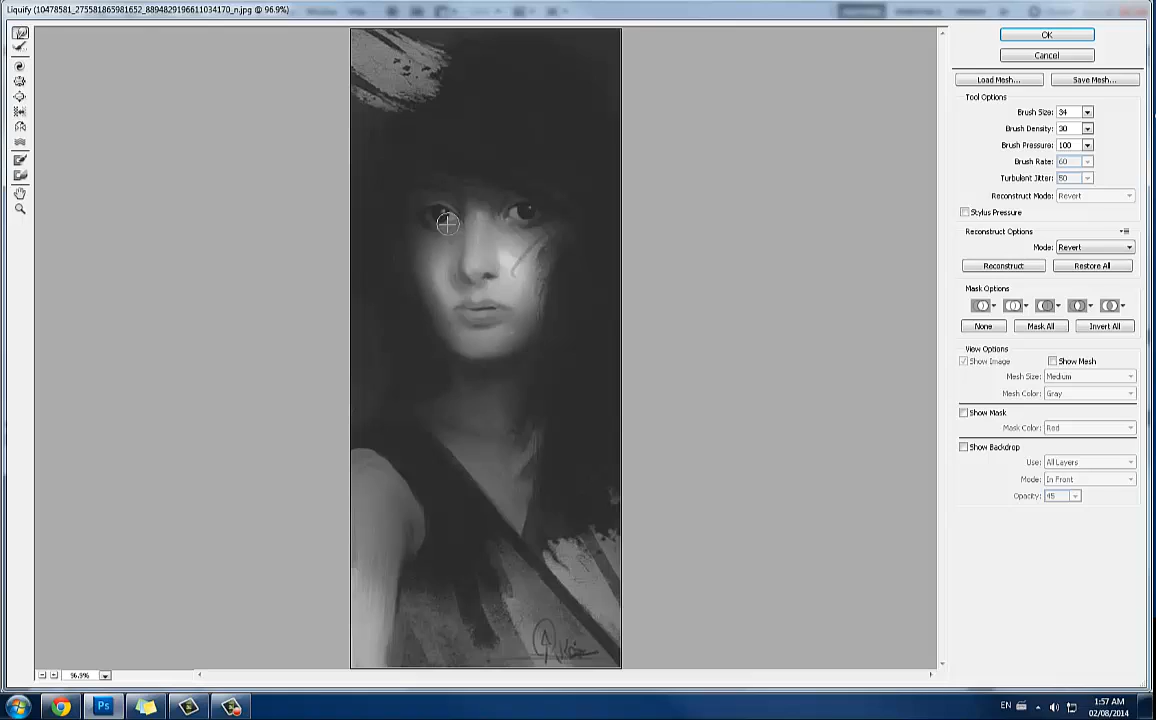 Liquify (10478581_275581865981652_8894829196611034170_n.jpg @ 96.9%)
OK
Cancel
Load Mesh...
Save Mesh...
Tool Options
Brush Size: 34
Brush Density: 30
Brush Pressure: 100
Brush Rate: 60
Turbulent Jitter: 50
Reconstruct Mode: Revert
Stylus Pressure
Reconstruct Options
Mode: Revert
Reconstruct
Restore All
Mask Options
None
Mask All
Invert All
View Options
Show Image
Show Mesh
Mesh Size: Medium
Mesh Color: Gray
Show Mask
Mask Color: Red
Show Backdrop
Use: All Layers
Mode: In Front
Opacity: 45
96.9%
Ps
EN
1:57 AM
02/08/2014